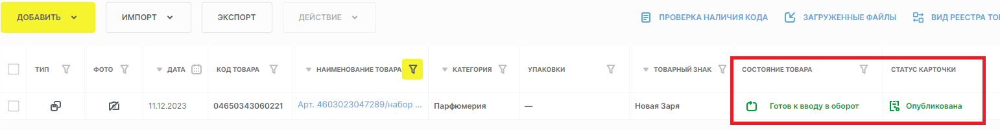 ДОБАВИТЬ ИМПОРТ ЭКСПОРТ ДЕЙСТВИЕ ПРОВЕРКА НАЛИЧИЯ КОДА ЗАГРУЖЕННЫЕ ФАЙЛЫ ВИД РЕЕСТРА ТО
ТИП ФОТО ДАТА КОД ТОВАРА НАИМЕНОВАНИЕ ТОВАРА КАТЕГОРИЯ УПАКОВКИ ТОВАРНЫЙ ЗНАК СОСТОЯНИЕ ТОВАРА СТАТУС КАРТОЧКИ
11.12.2023 04650343060221 Арт. 4603023047289/набор ... Парфюмерия — Новая Заря Готов к вводу в оборот Опубликована